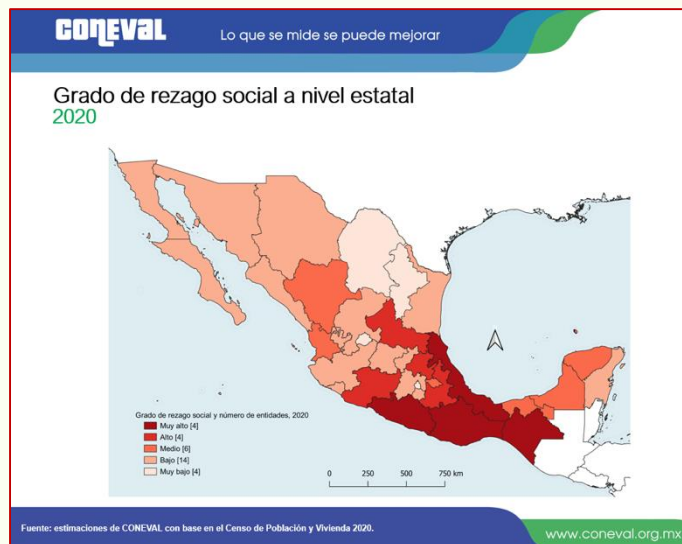 CONEVAL
Lo que se mide se puede mejorar
Grado de rezago social a nivel estatal
2020
Grado de rezago social y número de entidades, 2020
Muy alto [4]
Alto [4]
Medio [6]
Bajo [14]
Muy bajo [4]
0 250 500 750 km
Fuente: estimaciones de CONEVAL con base en el Censo de Población y Vivienda 2020.
www.coneval.org.mx